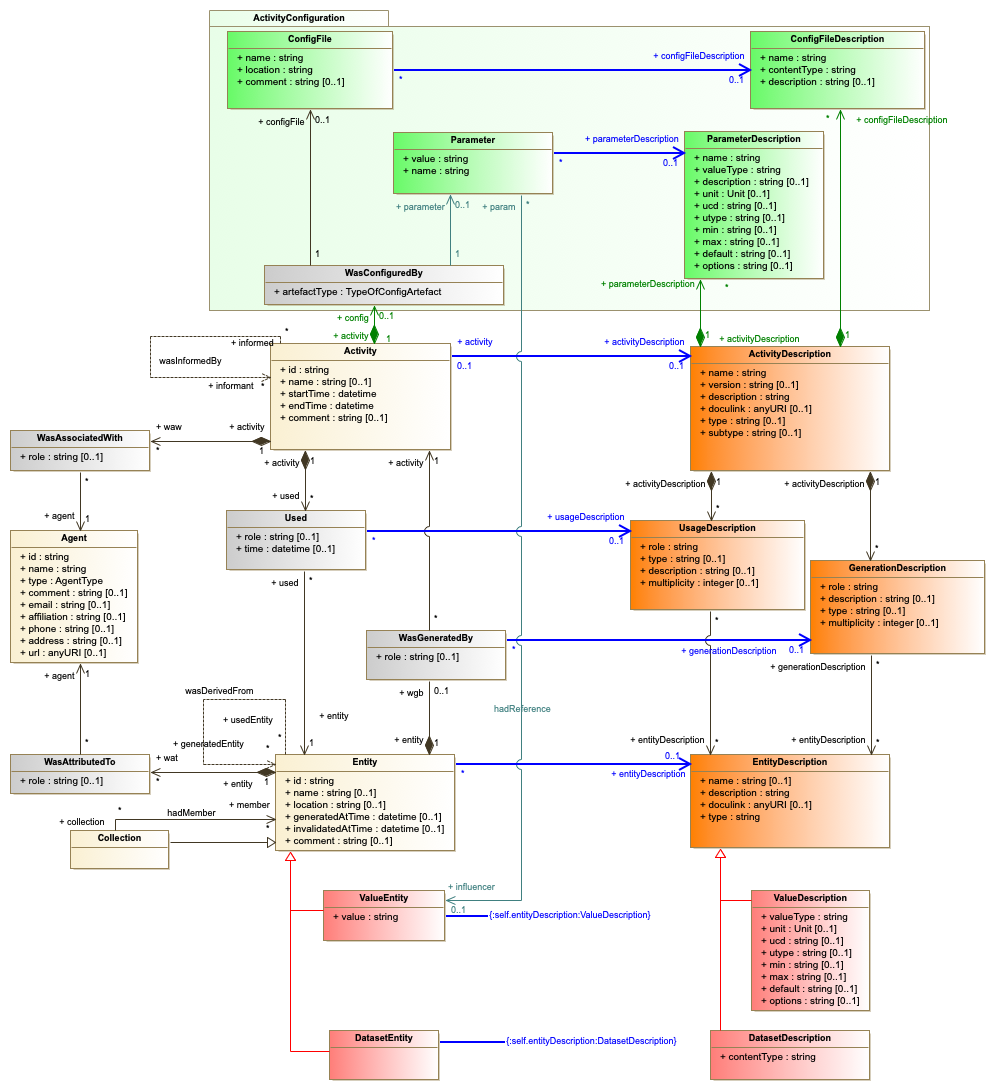 ActivityConfiguration
ConfigFile
+ name : string
+ location : string
+ comment : string [0..1]
+ configFileDescription
*
0..1
ConfigFileDescription
+ name : string
+ contentType : string
+ description : string [0..1]
+ configFile
0..1
* + configFileDescription
Parameter
+ value : string
+ name : string
+ parameterDescription
*
0..1
ParameterDescription
+ name : string
+ valueType : string
+ description : string [0..1]
+ unit : Unit [0..1]
+ ucd : string [0..1]
+ utype : string [0..1]
+ min : string [0..1]
+ max : string [0..1]
+ default : string [0..1]
+ options : string [0..1]
+ parameter
0..1
+ param
*
1
1
WasConfiguredBy
+ artefactType : TypeOfConfigArtefact
+ parameterDescription
*
+ config
0..1
+ activity
1
1
+ activityDescription
1
*
+ informed
wasInformedBy
+ informant
*
Activity
+ id : string
+ name : string [0..1]
+ startTime : datetime
+ endTime : datetime
+ comment : string [0..1]
+ activity
0..1
+ activityDescription
0..1
ActivityDescription
+ name : string
+ version : string [0..1]
+ description : string
+ doculink : anyURI [0..1]
+ type : string [0..1]
+ subtype : string [0..1]
WasAssociatedWith
+ role : string [0..1]
+ waw
*
+ activity
1
+ activity
1
+ activity
1
+ activityDescription
1
+ activityDescription
1
*
+ agent
1
+ used
*
*
*
Agent
+ id : string
+ name : string
+ type : AgentType
+ comment : string [0..1]
+ email : string [0..1]
+ affiliation : string [0..1]
+ phone : string [0..1]
+ address : string [0..1]
+ url : anyURI [0..1]
Used
+ role : string [0..1]
+ time : datetime [0..1]
+ usageDescription
*
0..1
UsageDescription
+ role : string
+ type : string [0..1]
+ description : string [0..1]
+ multiplicity : integer [0..1]
GenerationDescription
+ role : string
+ description : string [0..1]
+ type : string [0..1]
+ multiplicity : integer [0..1]
+ used
*
*
*
WasGeneratedBy
+ role : string [0..1]
*
+ generationDescription
0..1
+ generationDescription
*
+ agent
1
*
+ wgb
0..1
hadReference
wasDerivedFrom
+ usedEntity
*
+ generatedEntity
*
+ entity
1
+ entity
1
+ entityDescription
*
+ entityDescription
*
WasAttributedTo
+ role : string [0..1]
+ wat
*
+ entity
1
Entity
+ id : string
+ name : string [0..1]
+ location : string [0..1]
+ generatedAtTime : datetime [0..1]
+ invalidatedAtTime : datetime [0..1]
+ comment : string [0..1]
*
0..1
+ entityDescription
EntityDescription
+ name : string [0..1]
+ description : string
+ doculink : anyURI [0..1]
+ type : string
*
+ collection
hadMember
+ member
*
Collection
ValueEntity
+ value : string
+ influencer
0..1
{:self.entityDescription:ValueDescription}
ValueDescription
+ valueType : string
+ unit : Unit [0..1]
+ ucd : string [0..1]
+ utype : string [0..1]
+ min : string [0..1]
+ max : string [0..1]
+ default : string [0..1]
+ options : string [0..1]
DatasetEntity
{:self.entityDescription:DatasetDescription}
DatasetDescription
+ contentType : string